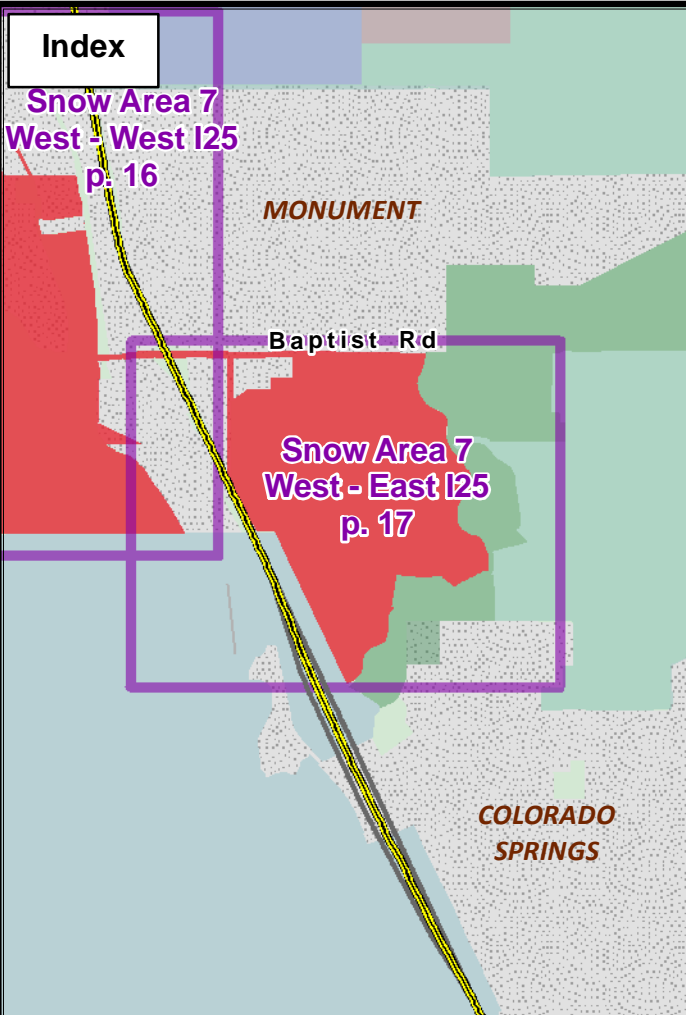 Index
Snow Area 7
West - West I25
p. 16
MONUMENT
Baptist Rd
Snow Area 7
West - East I25
p. 17
COLORADO
SPRINGS